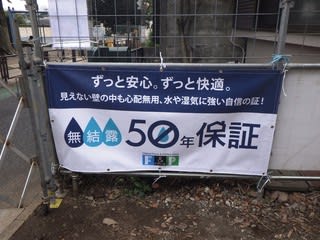 ずっと安心。ずっと快適。
見えない壁の中も心配無用、水や湿気に強い自信の証！
無結露50年保証
F&P